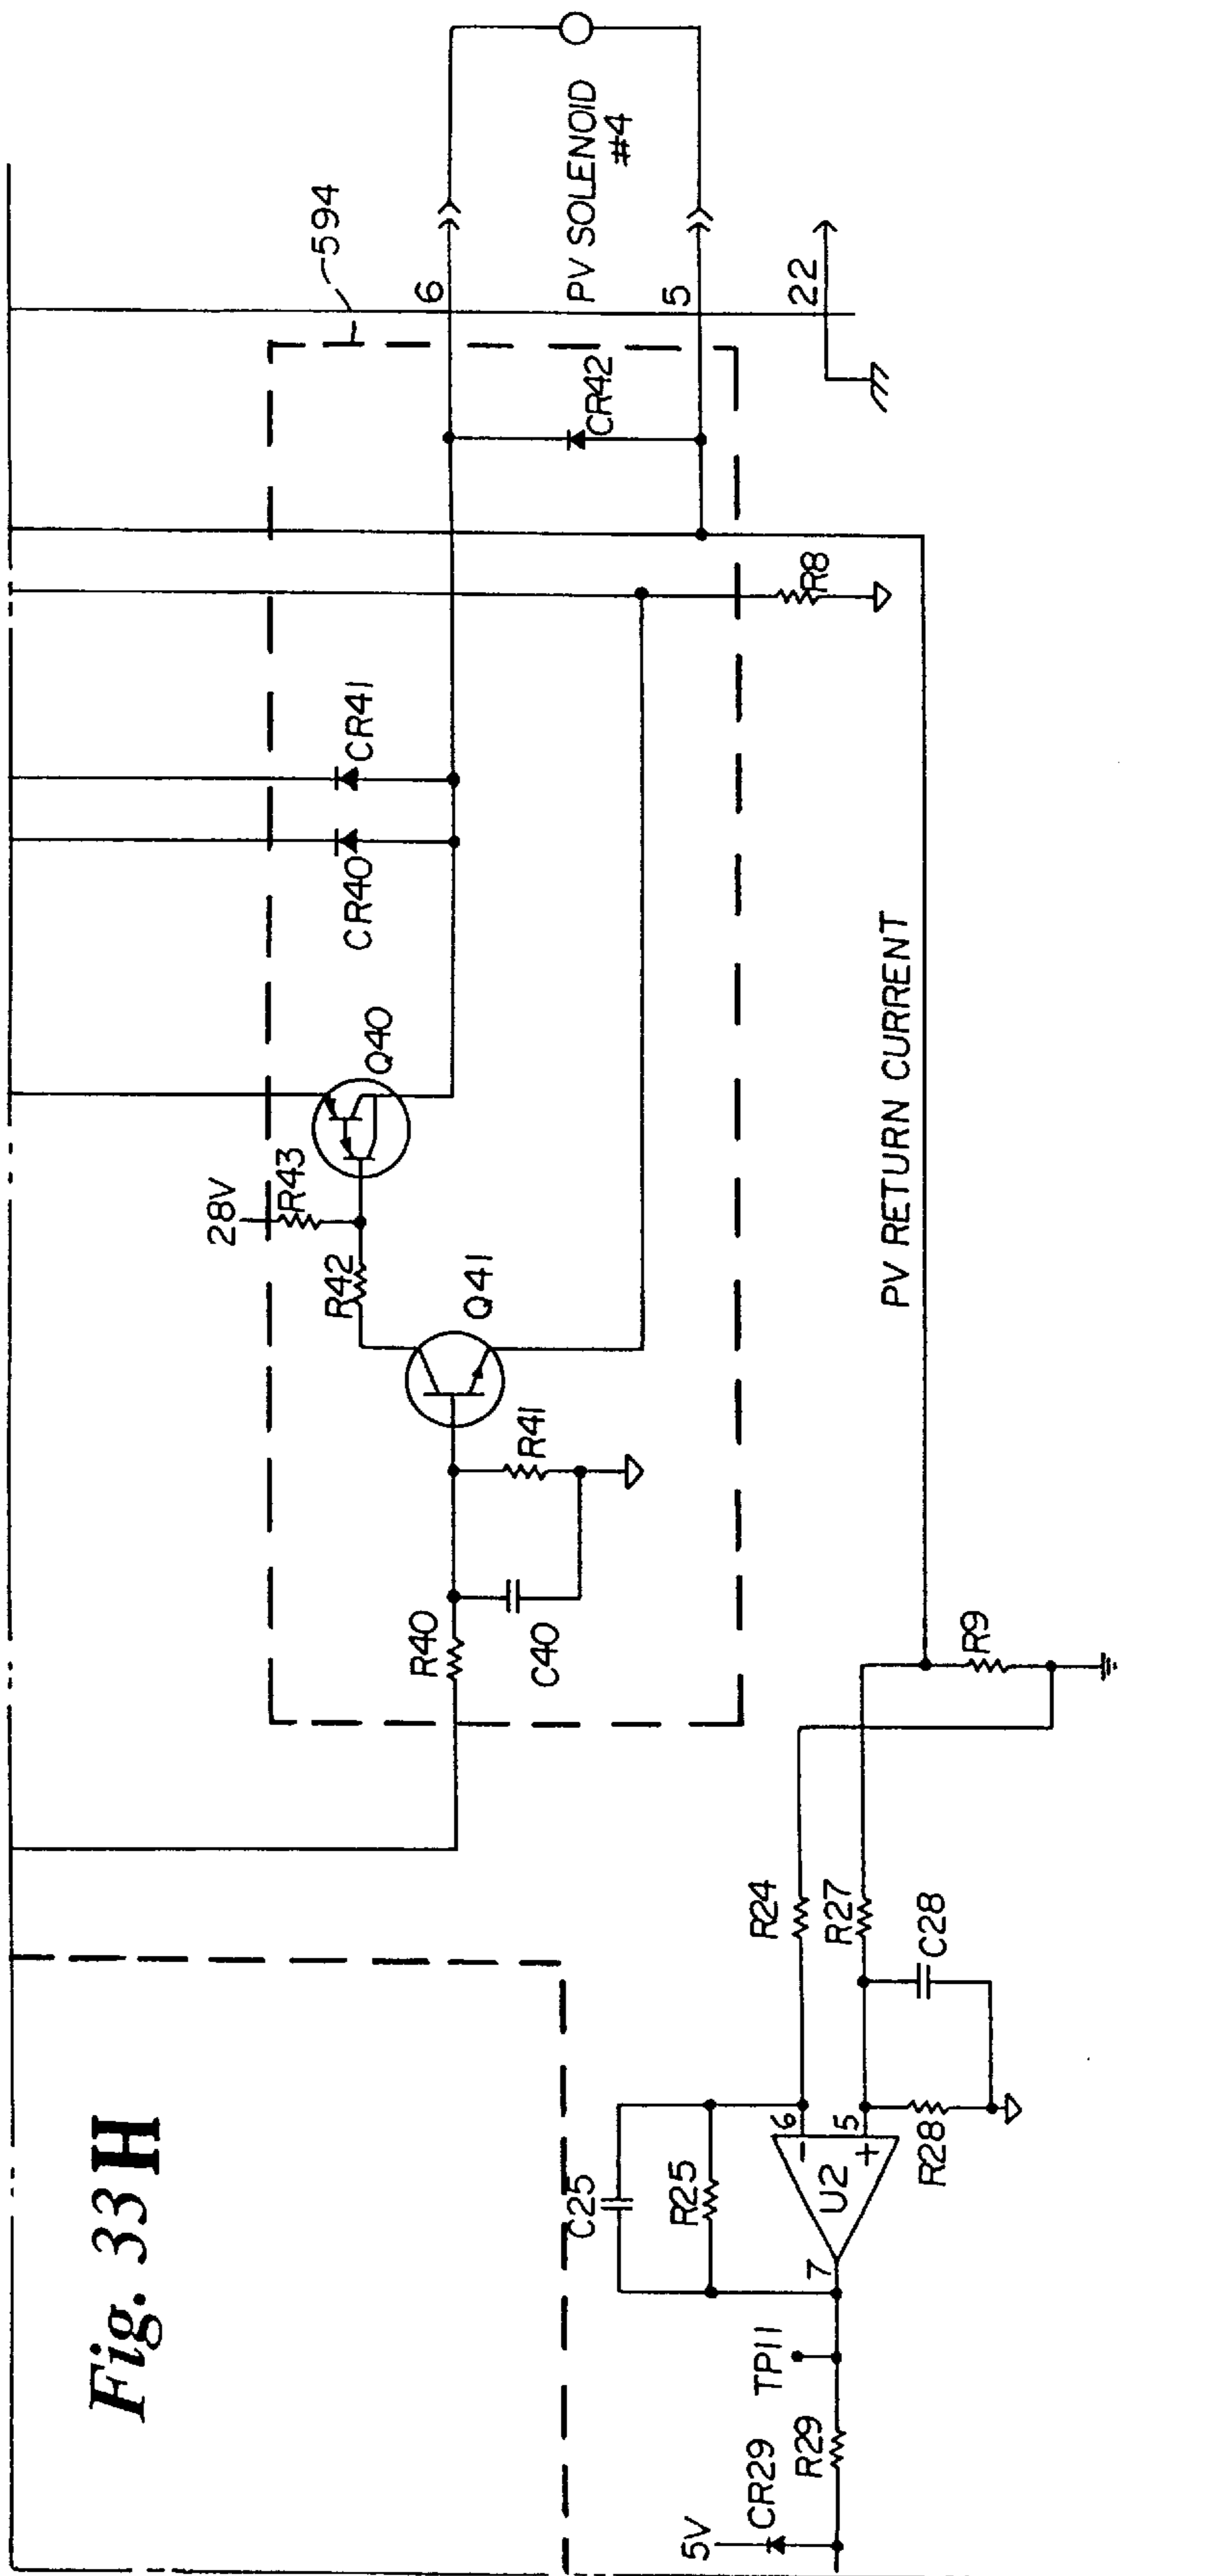 Fig. 33H
594
6
PV SOLENOID
#4
5
22
CR42
R8
CR41
CR40
Q40
28V
R43
R42
Q41
R41
R40
C40
PV RETURN CURRENT
R9
R24
R27
C28
C25
R25
6
5
-
+
U2
R28
7
TP11
R29
CR29
5V